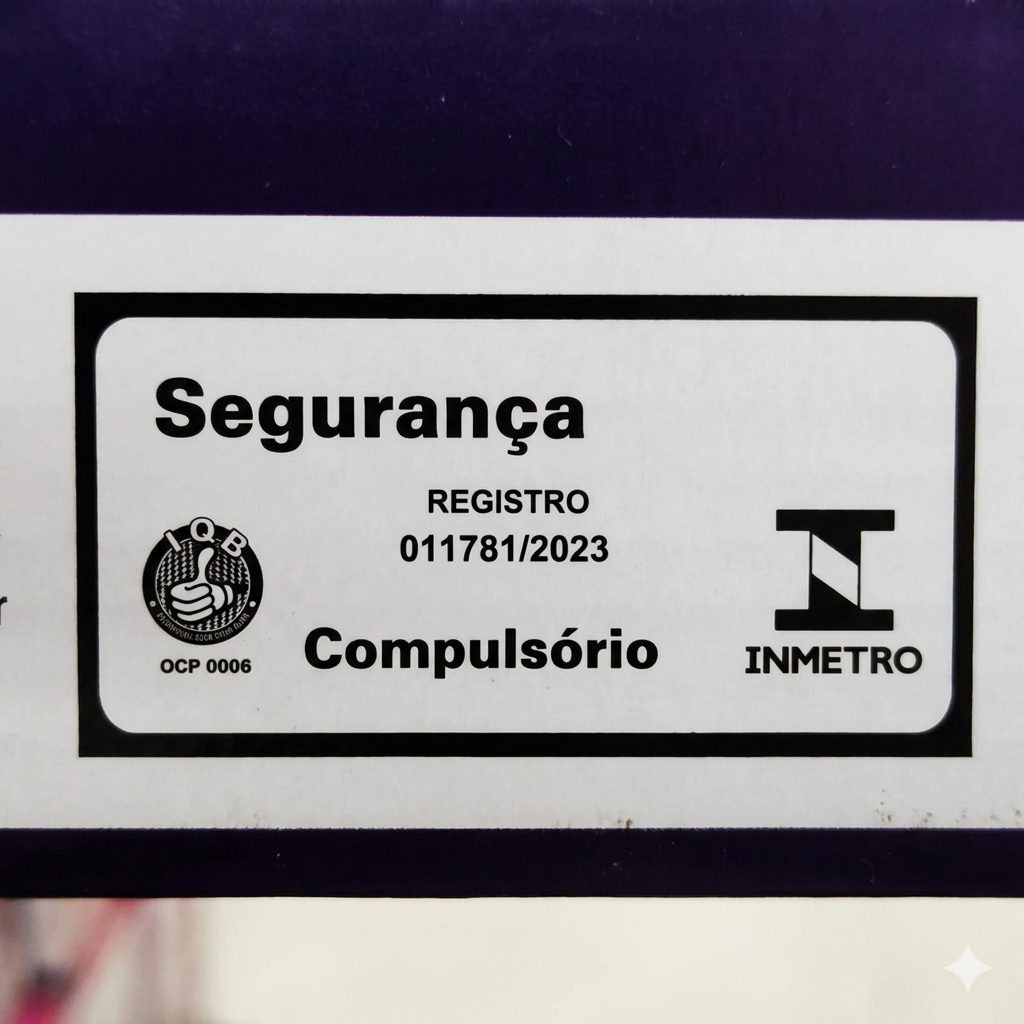 Segurança
REGISTRO
011781/2023
IQB
OCP 0006
Compulsório
INMETRO